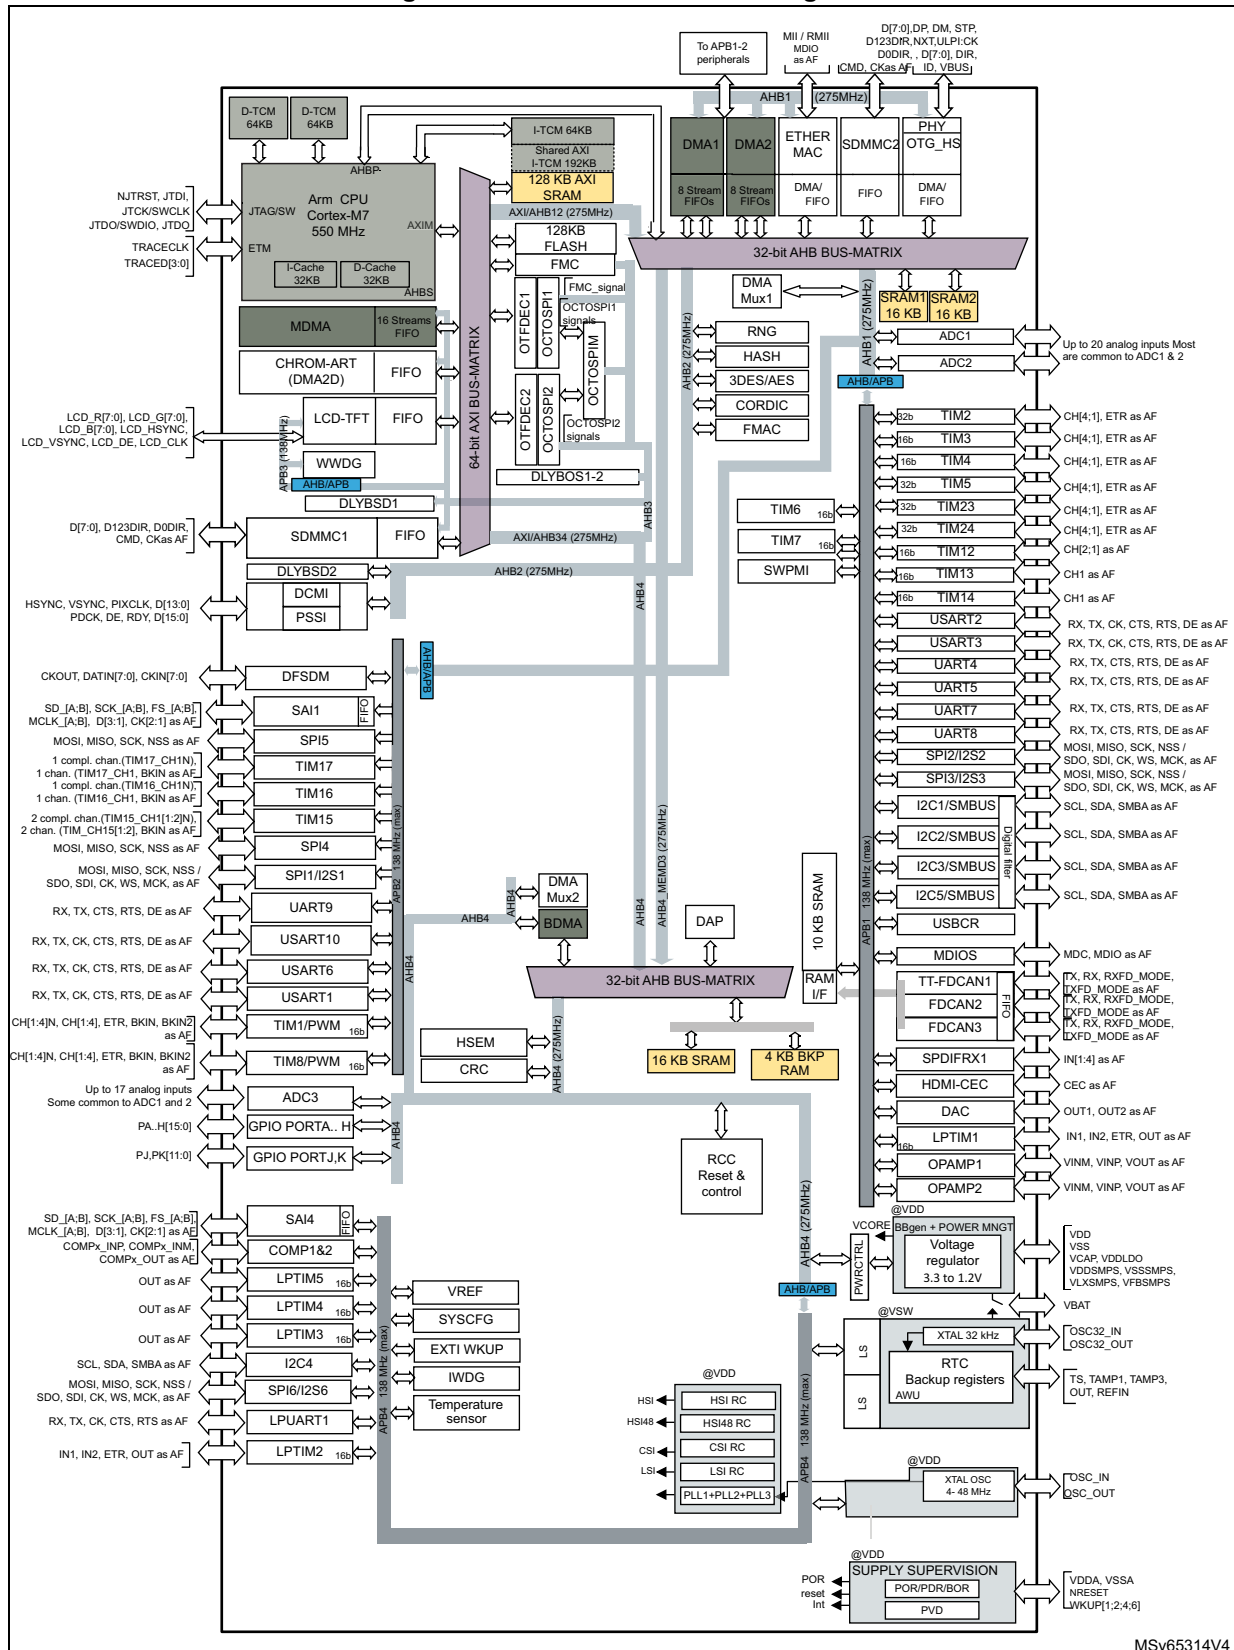 To APB1-2
peripherals
MII / RMII
MDIO
as AF
D[7:0],DP, DM, STP,
D123DIR,NXT,ULPI:CK
D0DIR, , D[7:0], DIR,
CMD, CKas AF
ID, VBUS
AHB1 (275MHz)
D-TCM
64KB
D-TCM
64KB
I-TCM 64KB
Shared AXI
I-TCM 192KB
128 KB AXI
SRAM
AHBP
Arm CPU
Cortex-M7
550 MHz
JTAG/SW
ETM
AXIM
AHBS
I-Cache
32KB
D-Cache
32KB
NJTRST, JTDI,
JTCK/SWCLK
JTDO/SWDIO, JTDO
TRACECLK
TRACED[3:0]
DMA1
8 Stream
FIFOs
DMA2
8 Stream
FIFOs
ETHER
MAC
DMA/
FIFO
SDMMC2
FIFO
PHY
OTG_HS
DMA/
FIFO
AXI/AHB12 (275MHz)
128KB
FLASH
FMC
FMC_signal
32-bit AHB BUS-MATRIX
DMA
Mux1
SRAM1
16 KB
SRAM2
16 KB
MDMA
16 Streams
FIFO
CHROM-ART
(DMA2D)
FIFO
LCD-TFT
FIFO
LCD_R[7:0], LCD_G[7:0],
LCD_B[7:0], LCD_HSYNC,
LCD_VSYNC, LCD_DE, LCD_CLK
APB3 (138MHz)
WWDG
AHB/APB
DLYBSD1
SDMMC1
FIFO
D[7:0], D123DIR, D0DIR,
CMD, CKas AF
64-bit AXI BUS-MATRIX
OTFDEC1
OCTOSPI1
OCTOSPI1
signals
OCTOSPIM
OTFDEC2
OCTOSPI2
OCTOSPI2
signals
DLYBOS1-2
AHB3
AXI/AHB34 (275MHz)
AHB2 (275MHz)
RNG
HASH
3DES/AES
CORDIC
FMAC
AHB2 (275MHz)
AHB1 (275MHz)
AHB/APB
ADC1
ADC2
Up to 20 analog inputs Most
are common to ADC1 & 2
32b
TIM2
CH[4;1], ETR as AF
16b
TIM3
CH[4;1], ETR as AF
16b
TIM4
CH[4;1], ETR as AF
32b
TIM5
CH[4;1], ETR as AF
32b
TIM23
CH[4;1], ETR as AF
32b
TIM24
CH[4;1], ETR as AF
16b
TIM12
CH[2;1] as AF
16b
TIM13
CH1 as AF
16b
TIM14
CH1 as AF
TIM6
16b
TIM7
16b
SWPMI
USART2
RX, TX, CK, CTS, RTS, DE as AF
USART3
RX, TX, CK, CTS, RTS, DE as AF
UART4
RX, TX, CTS, RTS, DE as AF
UART5
RX, TX, CTS, RTS, DE as AF
UART7
RX, TX, CTS, RTS, DE as AF
UART8
RX, TX, CTS, RTS, DE as AF
SPI2/I2S2
MOSI, MISO, SCK, NSS /
SDO, SDI, CK, WS, MCK, as AF
SPI3/I2S3
MOSI, MISO, SCK, NSS /
SDO, SDI, CK, WS, MCK, as AF
I2C1/SMBUS
SCL, SDA, SMBA as AF
I2C2/SMBUS
SCL, SDA, SMBA as AF
I2C3/SMBUS
SCL, SDA, SMBA as AF
I2C5/SMBUS
SCL, SDA, SMBA as AF
Digital filter
USBCR
MDIOS
MDC, MDIO as AF
TT-FDCAN1
TX, RX, RXFD_MODE,
TXFD_MODE as AF
FDCAN2
TX, RX, RXFD_MODE,
TXFD_MODE as AF
FDCAN3
TX, RX, RXFD_MODE,
TXFD_MODE as AF
FIFO
SPDIFRX1
IN[1:4] as AF
HDMI-CEC
CEC as AF
DAC
OUT1, OUT2 as AF
16b
LPTIM1
IN1, IN2, ETR, OUT as AF
OPAMP1
VINM, VINP, VOUT as AF
OPAMP2
VINM, VINP, VOUT as AF
APB1 138 MHz (max)
10 KB SRAM
RAM
I/F
DLYBSD2
DCMI
PSSI
HSYNC, VSYNC, PIXCLK, D[13:0]
PDCK, DE, RDY, D[15:0]
AHB4
AHB/APB
CKOUT, DATIN[7:0], CKIN[7:0]
DFSDM
SD_[A;B], SCK_[A;B], FS_[A;B],
MCLK_[A;B], D[3:1], CK[2:1] as AF
SAI1
FIFO
MOSI, MISO, SCK, NSS as AF
SPI5
1 compl. chan.(TIM17_CH1N),
1 chan. (TIM17_CH1, BKIN as AF
TIM17
1 compl. chan.(TIM16_CH1N),
1 chan. (TIM16_CH1, BKIN as AF
TIM16
2 compl. chan.(TIM15_CH1[1:2]N),
2 chan. (TIM_CH15[1:2], BKIN as AF
TIM15
MOSI, MISO, SCK, NSS as AF
SPI4
MOSI, MISO, SCK, NSS /
SDO, SDI, CK, WS, MCK, as AF
SPI1/I2S1
RX, TX, CTS, RTS, DE as AF
UART9
RX, TX, CK, CTS, RTS, DE as AF
USART10
RX, TX, CK, CTS, RTS, DE as AF
USART6
RX, TX, CK, CTS, RTS, DE as AF
USART1
CH[1:4]N, CH[1:4], ETR, BKIN, BKIN2
as AF
TIM1/PWM
16b
CH[1:4]N, CH[1:4], ETR, BKIN, BKIN2
as AF
TIM8/PWM
16b
APB2 138 MHz (max)
Up to 17 analog inputs
Some common to ADC1 and 2
ADC3
PA..H[15:0]
GPIO PORTA.. H
PJ,PK[11:0]
GPIO PORTJ,K
AHB4
AHB4
AHB4
AHB4
DMA
Mux2
BDMA
AHB4
AHB4_MEMD3 (275MHz)
DAP
32-bit AHB BUS-MATRIX
HSEM
CRC
AHB4 (275MHz)
16 KB SRAM
4 KB BKP
RAM
RCC
Reset &
control
AHB4 (275MHz)
AHB/APB
SD_[A;B], SCK_[A;B], FS_[A;B],
MCLK_[A;B], D[3:1], CK[2:1] as AF
SAI4
FIFO
COMPx_INP, COMPx_INM,
COMPx_OUT as AF
COMP1&2
OUT as AF
LPTIM5
16b
OUT as AF
LPTIM4
16b
OUT as AF
LPTIM3
16b
SCL, SDA, SMBA as AF
I2C4
MOSI, MISO, SCK, NSS /
SDO, SDI, CK, WS, MCK, as AF
SPI6/I2S6
RX, TX, CK, CTS, RTS as AF
LPUART1
IN1, IN2, ETR, OUT as AF
LPTIM2
16b
APB4 138 MHz (max)
VREF
SYSCFG
EXTI WKUP
IWDG
Temperature
sensor
@VDD
HSI
HSI RC
HSI48
HSI48 RC
CSI
CSI RC
LSI
LSI RC
PLL1+PLL2+PLL3
APB4 138 MHz (max)
@VDD
VCORE
BBgen + POWER MNGT
Voltage
regulator
3.3 to 1.2V
PWRCTRL
VDD
VSS
VCAP, VDDLDO
VDDSMPS, VSSSMPS,
VLXSMPS, VFBSMPS
VBAT
@VSW
LS
LS
XTAL 32 kHz
RTC
Backup registers
AWU
OSC32_IN
OSC32_OUT
TS, TAMP1, TAMP3,
OUT, REFIN
@VDD
XTAL OSC
4- 48 MHz
OSC_IN
OSC_OUT
@VDD
SUPPLY SUPERVISION
POR
reset
Int
POR/PDR/BOR
PVD
VDDA, VSSA
NRESET
WKUP[1;2;4;6]
MSv65314V4